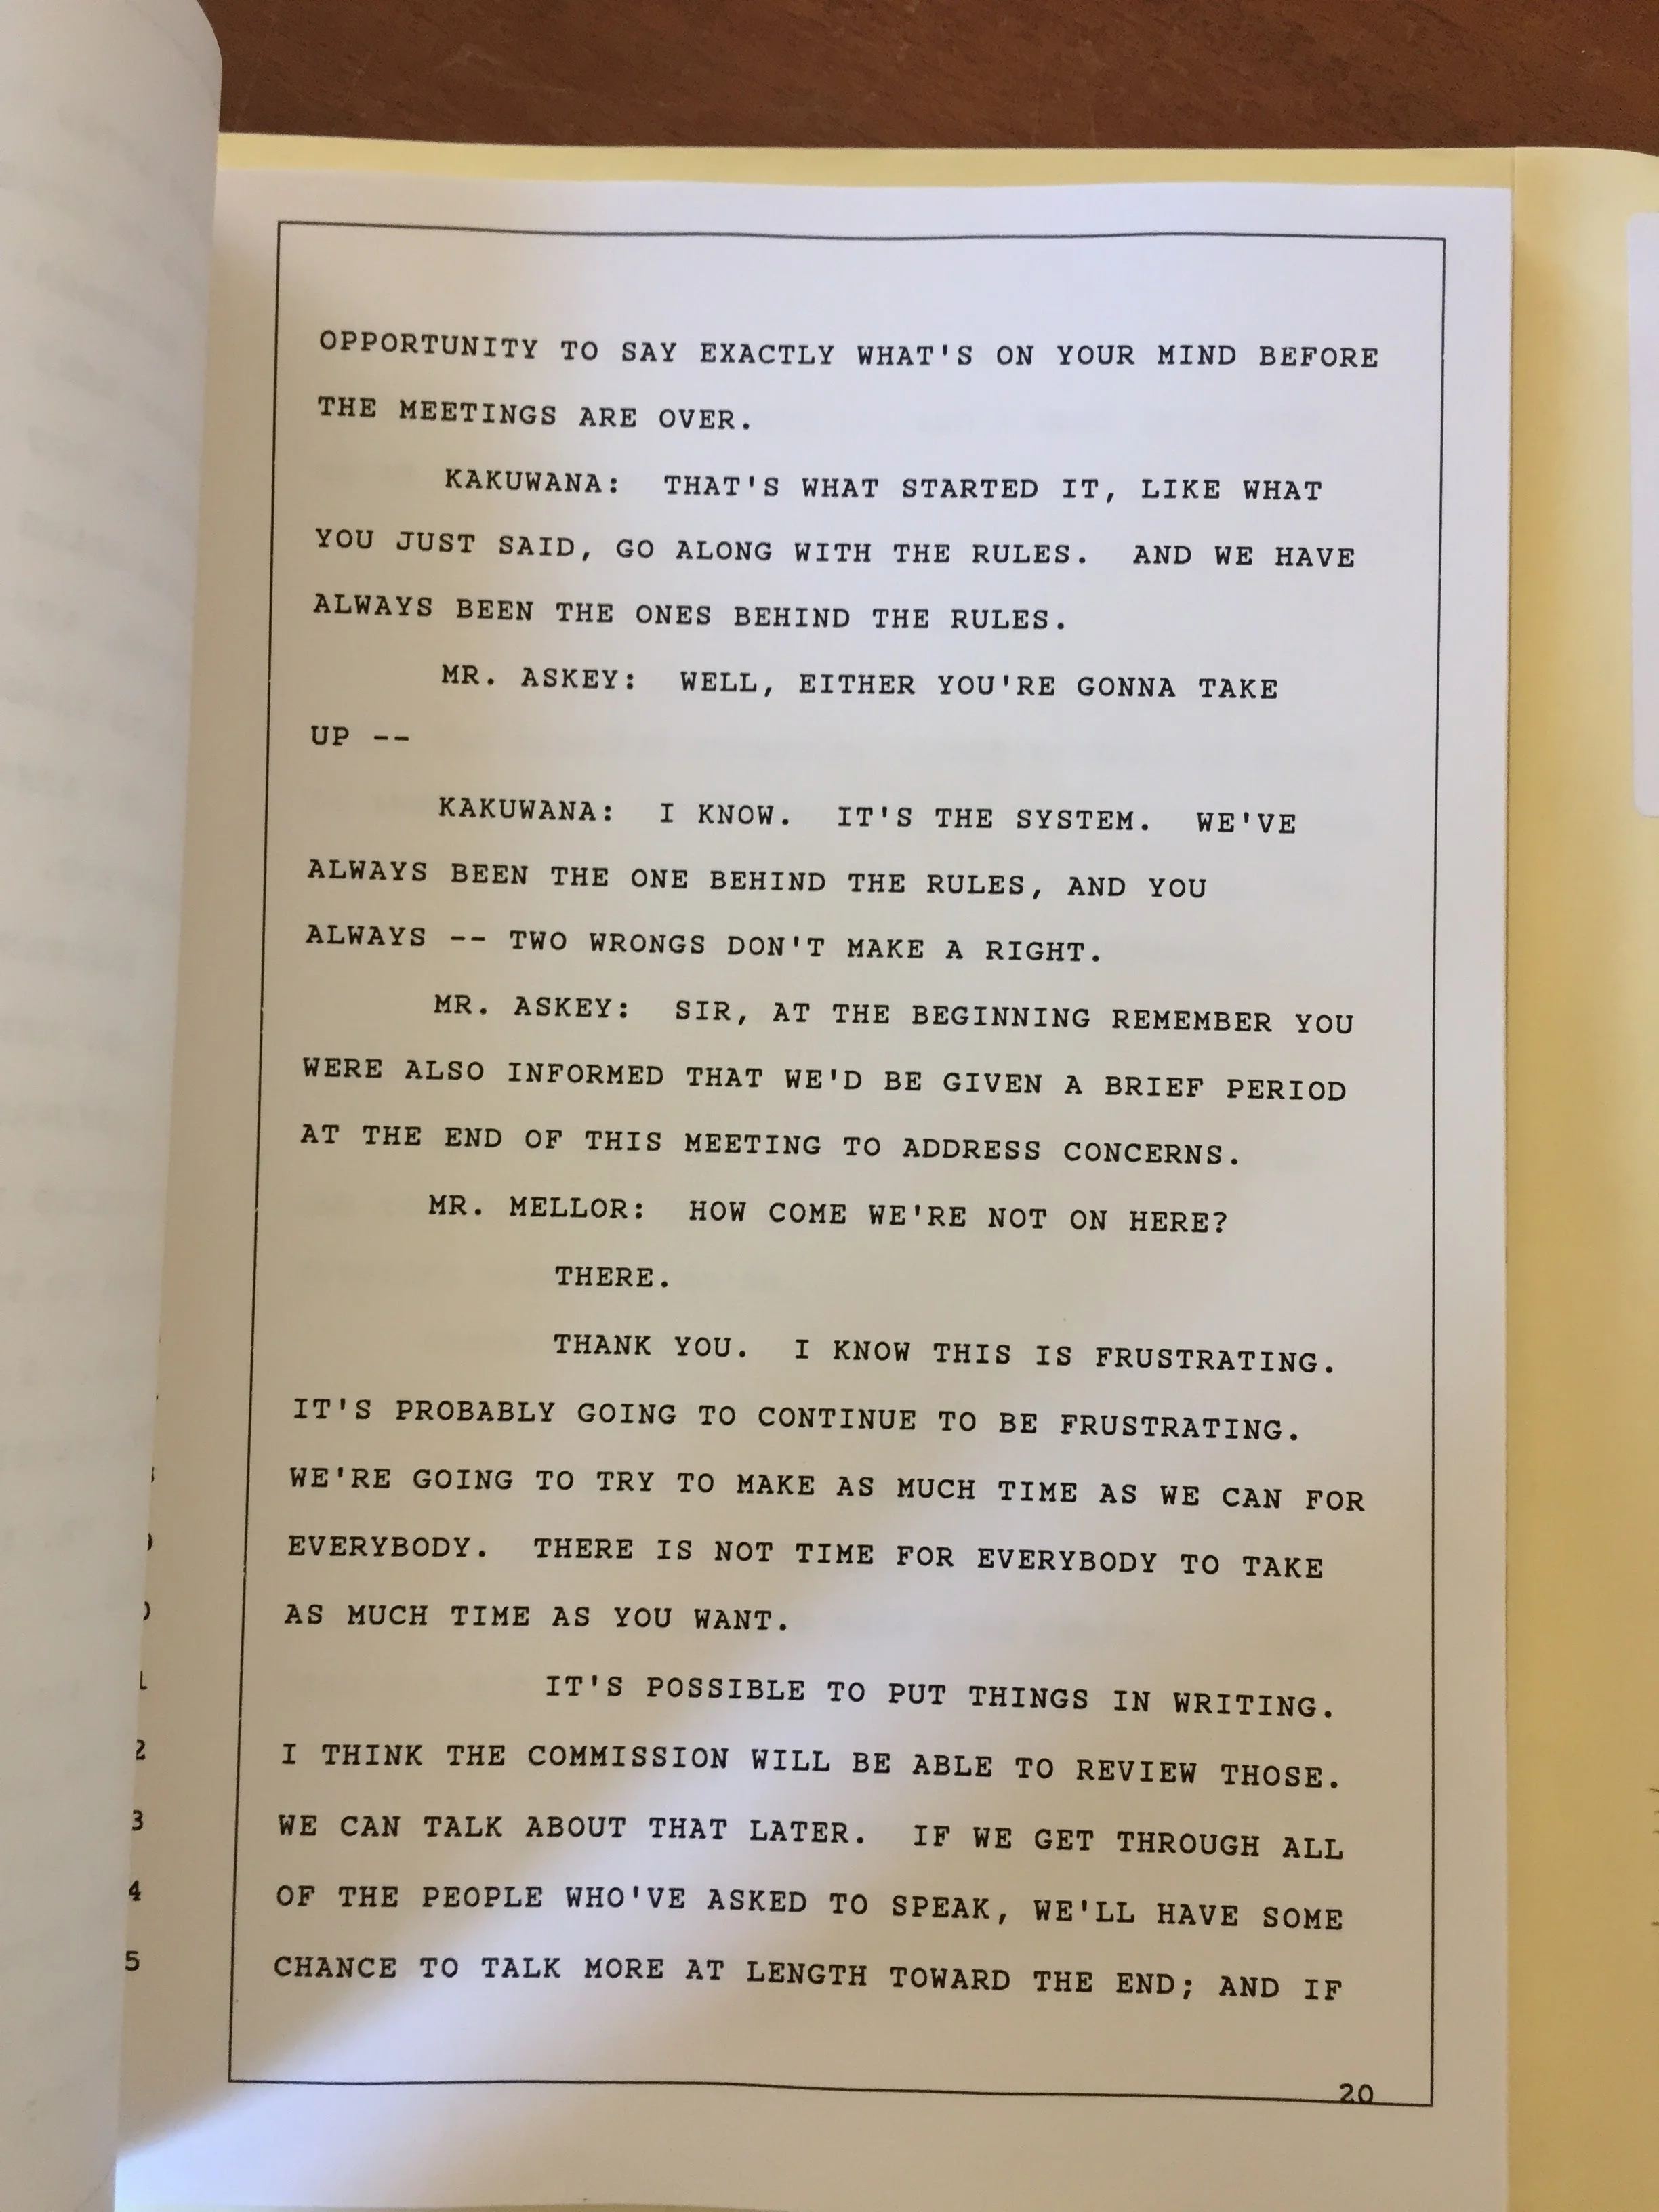 OPPORTUNITY TO SAY EXACTLY WHAT'S ON YOUR MIND BEFORE
THE MEETINGS ARE OVER.
KAKUWANA: THAT'S WHAT STARTED IT, LIKE WHAT
YOU JUST SAID, GO ALONG WITH THE RULES. AND WE HAVE
ALWAYS BEEN THE ONES BEHIND THE RULES.
MR. ASKEY: WELL, EITHER YOU'RE GONNA TAKE
UP --
KAKUWANA: I KNOW. IT'S THE SYSTEM. WE'VE
ALWAYS BEEN THE ONE BEHIND THE RULES, AND YOU
ALWAYS -- TWO WRONGS DON'T MAKE A RIGHT.
MR. ASKEY: SIR, AT THE BEGINNING REMEMBER YOU
WERE ALSO INFORMED THAT WE'D BE GIVEN A BRIEF PERIOD
AT THE END OF THIS MEETING TO ADDRESS CONCERNS.
MR. MELLOR: HOW COME WE'RE NOT ON HERE?
THERE.
THANK YOU. I KNOW THIS IS FRUSTRATING.
IT'S PROBABLY GOING TO CONTINUE TO BE FRUSTRATING.
WE'RE GOING TO TRY TO MAKE AS MUCH TIME AS WE CAN FOR
EVERYBODY. THERE IS NOT TIME FOR EVERYBODY TO TAKE
AS MUCH TIME AS YOU WANT.
IT'S POSSIBLE TO PUT THINGS IN WRITING.
2 I THINK THE COMMISSION WILL BE ABLE TO REVIEW THOSE.
3 WE CAN TALK ABOUT THAT LATER. IF WE GET THROUGH ALL
4 OF THE PEOPLE WHO'VE ASKED TO SPEAK, WE'LL HAVE SOME
5 CHANCE TO TALK MORE AT LENGTH TOWARD THE END; AND IF
20